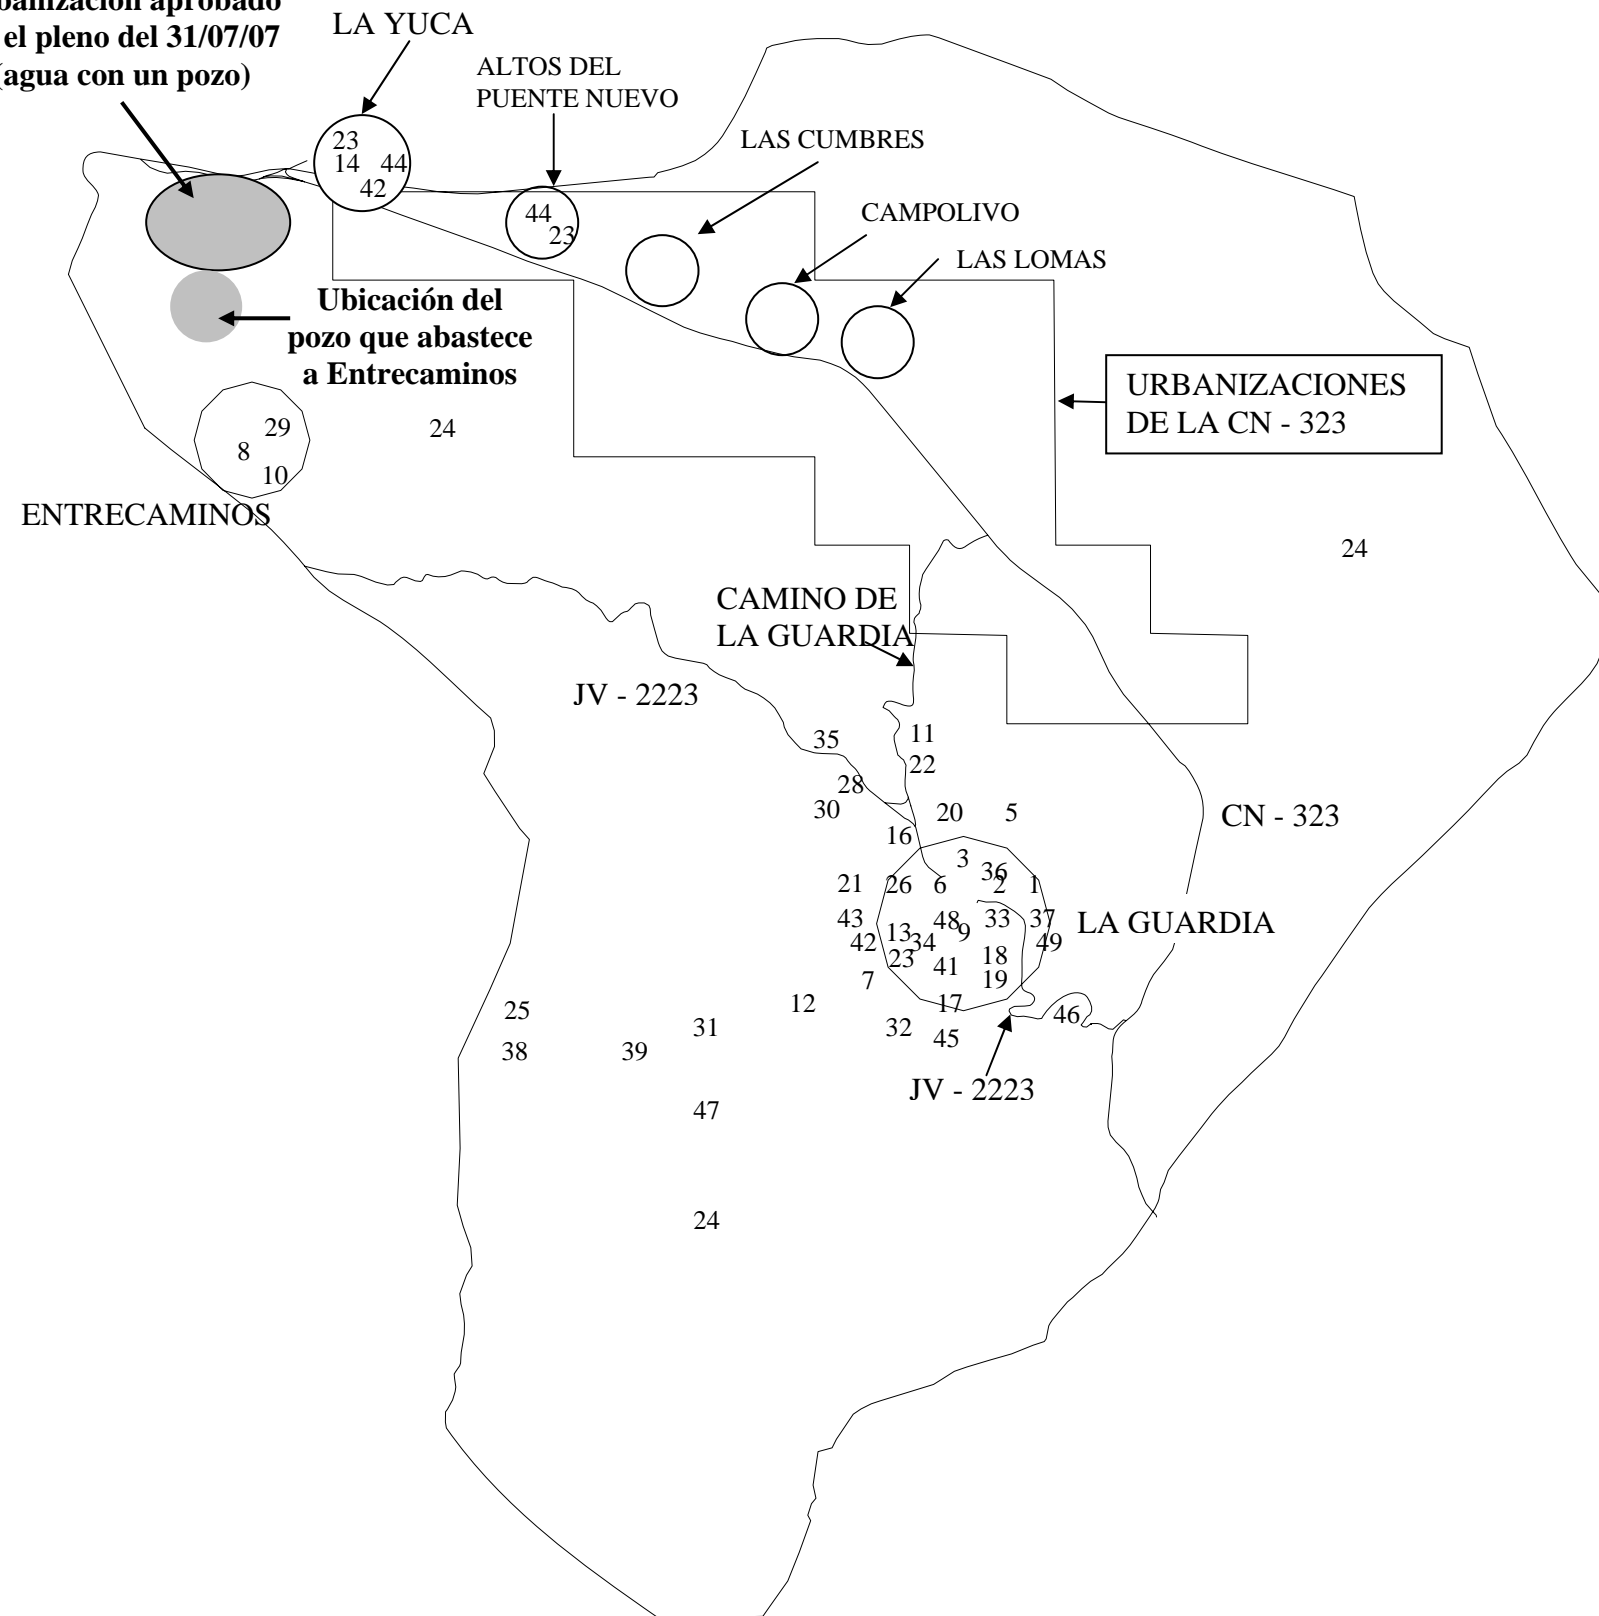 el pleno del 31/07/07
(agua con un pozo)
LA YUCA
ALTOS DEL
PUENTE NUEVO
LAS CUMBRES
CAMPOLIVO
LAS LOMAS
23
14 44
42
44
23
Ubicación del
pozo que abastece
a Entrecaminos
URBANIZACIONES
DE LA CN - 323
29
8
10
24
ENTRECAMINOS
24
CAMINO DE
LA GUARDIA
JV - 2223
35
11
22
28
30
20 5
CN - 323
16
3
36
21 26 6 2 1
43 48 33 37
LA GUARDIA
13 9
42 34 49
23 18
41
7 19
12 17
25
46
31 32
45
38 39
JV - 2223
47
24